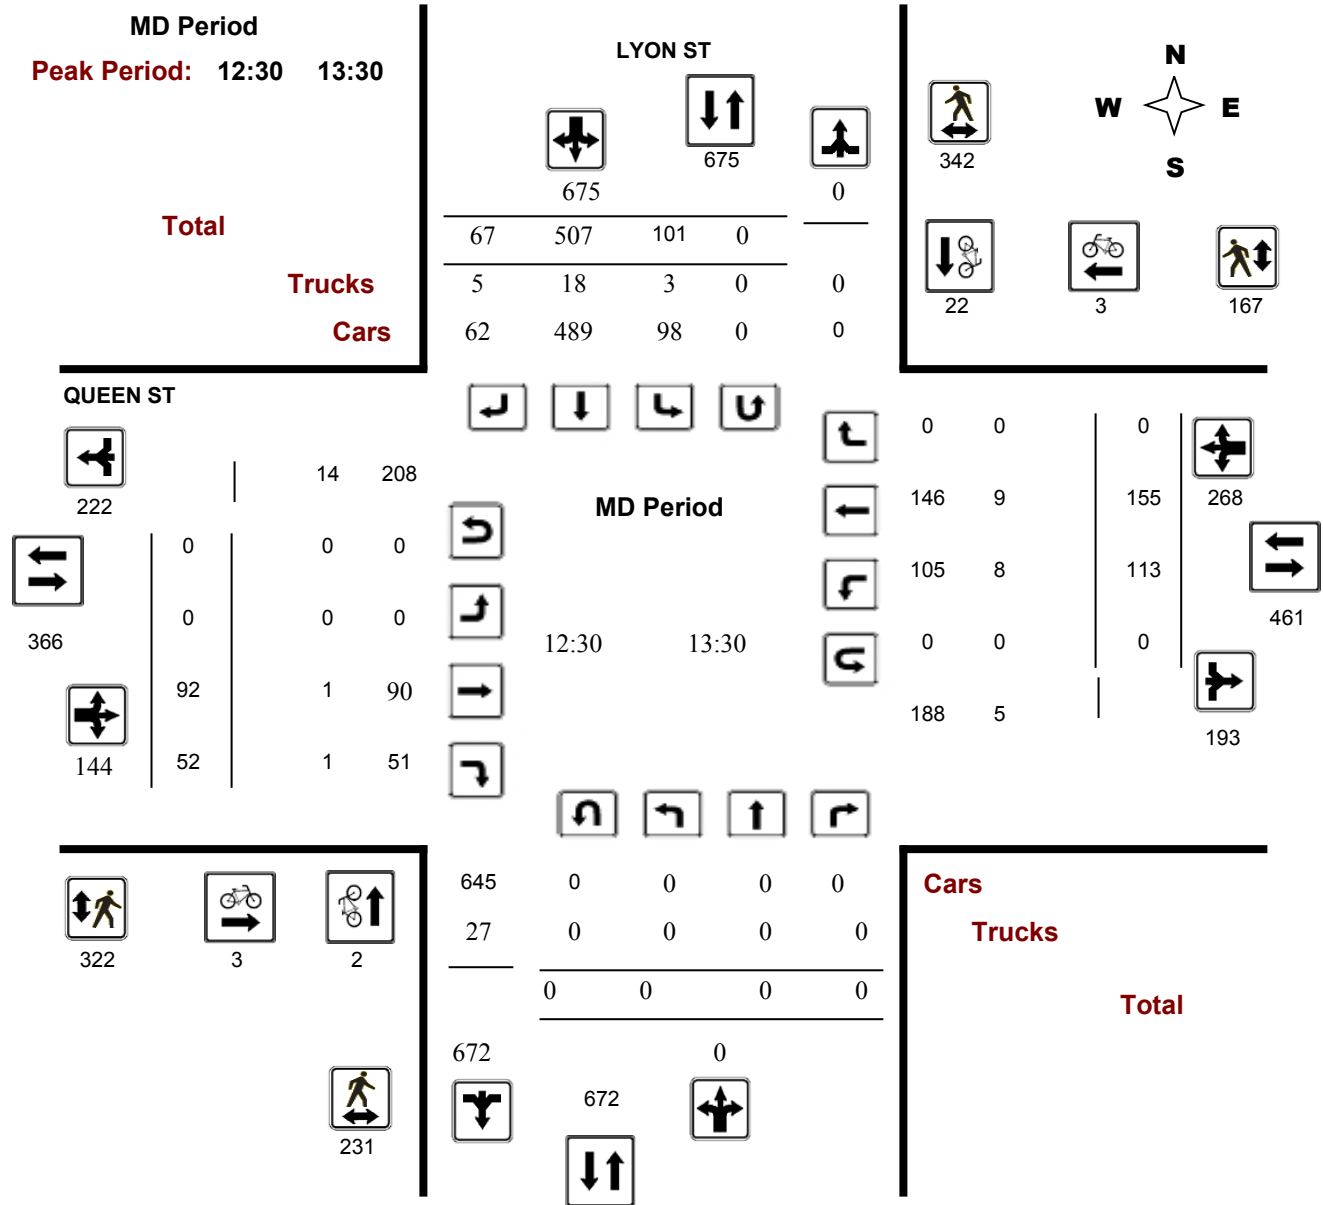 MD Period
Peak Period: 12:30 13:30
LYON ST
N
W E
S
675
342
675 0
Total
67 507 101 0
Trucks
5 18 3 0 0
22 3 167
Cars
62 489 98 0 0
QUEEN ST
0 0 0
14 208
222
MD Period
146 9 155 268
0 0 0
105 8 113
0 0 0
366
12:30 13:30
0 0 0
461
92 1 90
188 5
193
144
52 1 51
645 0 0 0 0
Cars
27 0 0 0 0
Trucks
322 3 2
0 0 0 0
Total
672 0
672
231